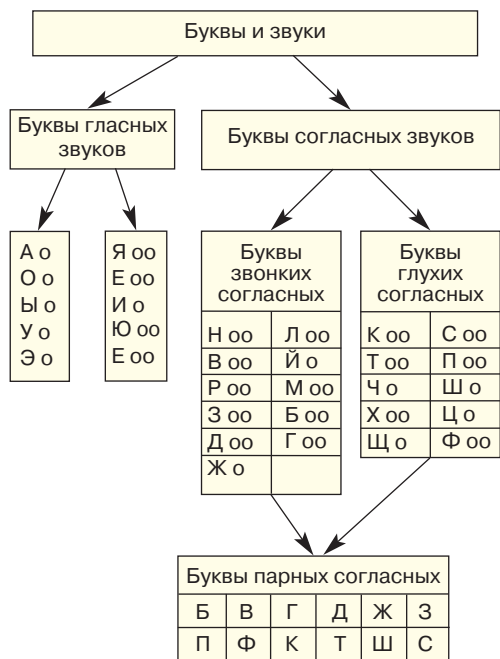 Буквы и звуки
Буквы гласных
звуков
Буквы согласных звуков
А о
О о
Ы о
У о
Э о
Я оо
Е оо
И о
Ю оо
Е оо
Буквы
звонких
согласных
Н оо Л оо
В оо Й о
Р оо М оо
З оо Б оо
Д оо Г оо
Ж о
Буквы
глухих
согласных
К оо С оо
Т оо П оо
Ч о Ш о
Х оо Ц о
Щ о Ф оо
Буквы парных согласных
Б В Г Д Ж З
П Ф К Т Ш С